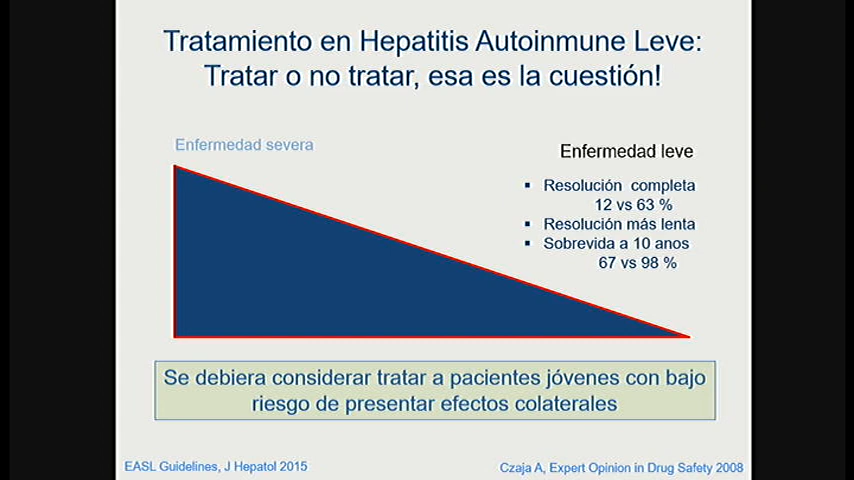 Tratamiento en Hepatitis Autoinmune Leve:
Tratar o no tratar, esa es la cuestión!
Enfermedad severa
Enfermedad leve
▪ Resolución completa
12 vs 63 %
▪ Resolución más lenta
▪ Sobrevida a 10 anos
67 vs 98 %
Se debiera considerar tratar a pacientes jóvenes con bajo
riesgo de presentar efectos colaterales
EASL Guidelines, J Hepatol 2015
Czaja A, Expert Opinion in Drug Safety 2008